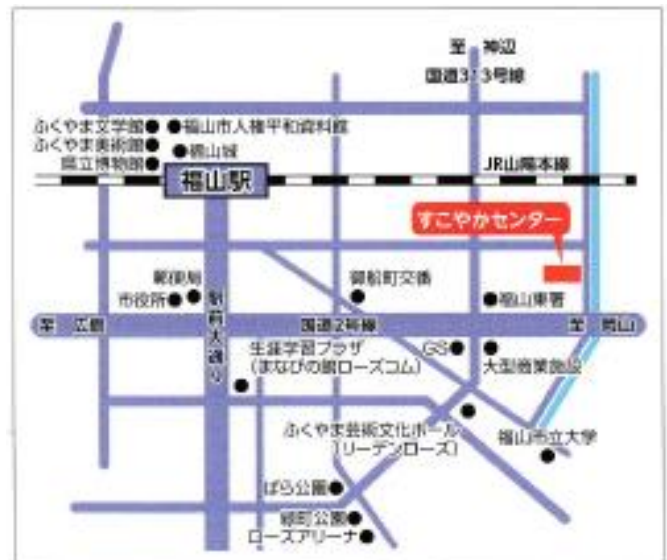 至 神辺
国道313号線
ふくやま文学館
福山市人権平和資料館
ふくやま美術館
福山城
県立博物館
JR山陽本線
福山駅
すこやかセンター
郵便局
御船町交番
市役所
福山東署
駅前大通り
至 広島
国道2号線
至 岡山
生涯学習プラザ
(まなびの館ローズコム)
GS
大型商業施設
ふくやま芸術文化ホール
(リーデンローズ)
福山市立大学
ばら公園
緑町公園
ローズアリーナ